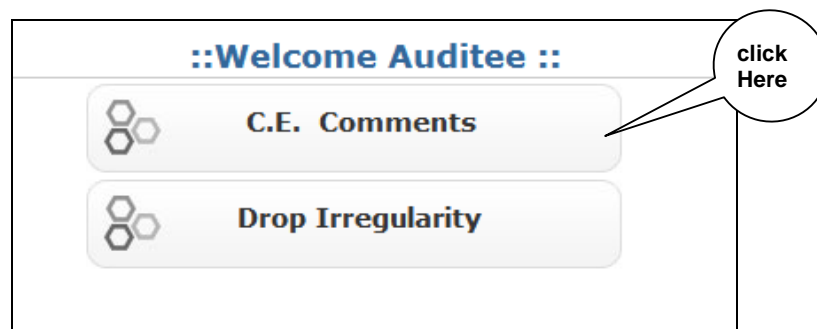 ::Welcome Auditee ::
click
Here
C.E. Comments
Drop Irregularity